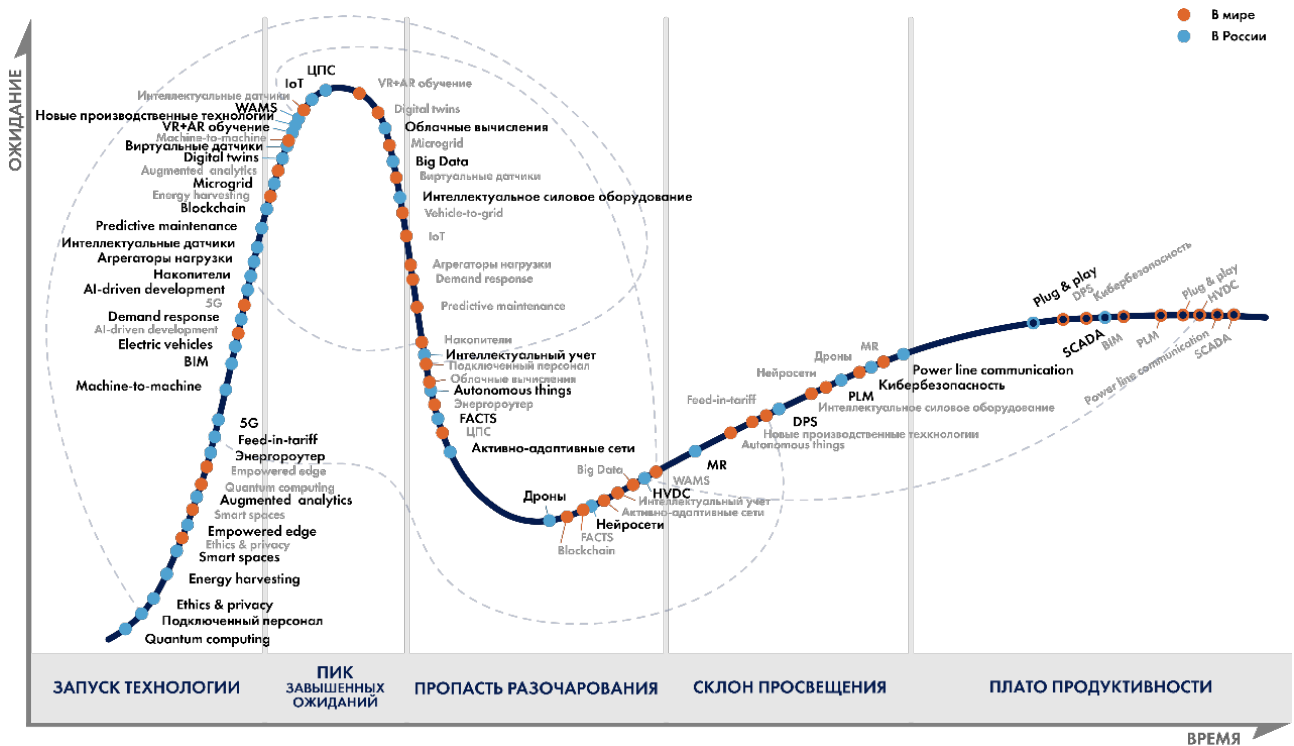 В мире
В России
ОЖИДАНИЕ
ЦПС
IoT
VR+AR обучение
Интеллектуальные датчики
WAMS
Digital twins
Новые производственные технологии
VR+AR обучение
Облачные вычисления
Machine-to-machine
Виртуальные датчики
Microgrid
Digital twins
Big Data
Augmented analytics
Виртуальные датчики
Microgrid
Energy harvesting
Интеллектуальное силовое оборудование
Blockchain
Vehicle-to-grid
Predictive maintenance
IoT
Интеллектуальные датчики
Агрегаторы нагрузки
Агрегаторы нагрузки
Накопители
Demand response
AI-driven development
5G
Predictive maintenance
Demand response
AI-driven development
Electric vehicles
Накопители
BIM
Интеллектуальный учет
Подключенный персонал
Machine-to-machine
Облачные вычисления
Autonomous things
Энергороутер
5G
FACTS
Feed-in-tariff
ЦПС
Энергороутер
Активно-адаптивные сети
Empowered edge
Quantum computing
Augmented analytics
Smart spaces
Empowered edge
Ethics & privacy
Smart spaces
Energy harvesting
Ethics & privacy
Подключенный персонал
Quantum computing
Дроны
Big Data
HVDC
WAMS
Интеллектуальный учет
Активно-адаптивные сети
Нейросети
FACTS
Blockchain
MR
Feed-in-tariff
Нейросети
Дроны
MR
DPS
Новые производственные техкнологии
Autonomous things
Интеллектуальное силовое оборудование
PLM
Кибербезопасность
Power line communication
Plug & play
DPS
Кибербезопасность
Plug & play
HVDC
SCADA
BIM
PLM
Power line communication
SCADA
ЗАПУСК ТЕХНОЛОГИИ
ПИК
ЗАВЫШЕННЫХ
ОЖИДАНИЙ
ПРОПАСТЬ РАЗОЧАРОВАНИЯ
СКЛОН ПРОСВЕЩЕНИЯ
ПЛАТО ПРОДУКТИВНОСТИ
ВРЕМЯ